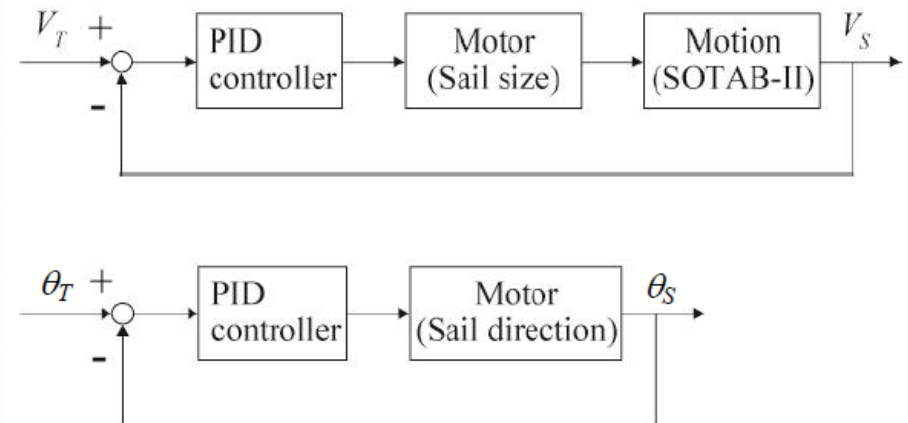 V_T + PID controller Motor (Sail size) Motion (SOTAB-II) V_S
-
θ_T + PID controller Motor (Sail direction) θ_S
-